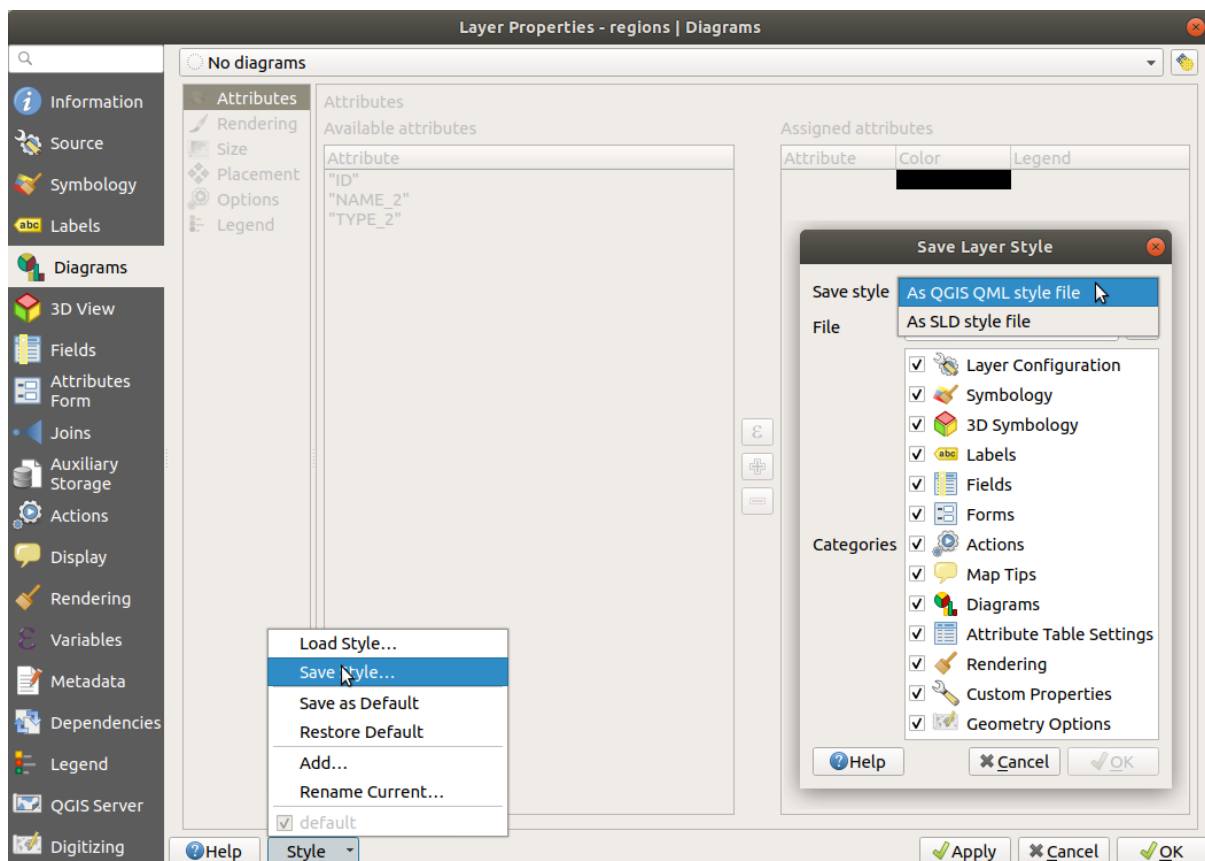 Layer Properties - regions | Diagrams
No diagrams
Information
Source
Symbology
abc Labels
Diagrams
3D View
Fields
Attributes
Form
Joins
Auxiliary
Storage
Actions
Display
Rendering
Variables
Metadata
Dependencies
Legend
QGIS Server
Digitizing
Attributes
Rendering
Size
Placement
Options
Legend
Attributes
Available attributes
Attribute
"ID"
"NAME_2"
"TYPE_2"
ε
Assigned attributes
Attribute Color Legend
Save Layer Style
Save style As QGIS QML style file
As SLD style file
File
Categories
Layer Configuration
Symbology
3D Symbology
abc Labels
Fields
Forms
Actions
Map Tips
Diagrams
Attribute Table Settings
Rendering
Custom Properties
Geometry Options
Help Cancel OK
Load Style...
Save Style...
Save as Default
Restore Default
Add...
Rename Current...
default
Help Style Apply Cancel OK